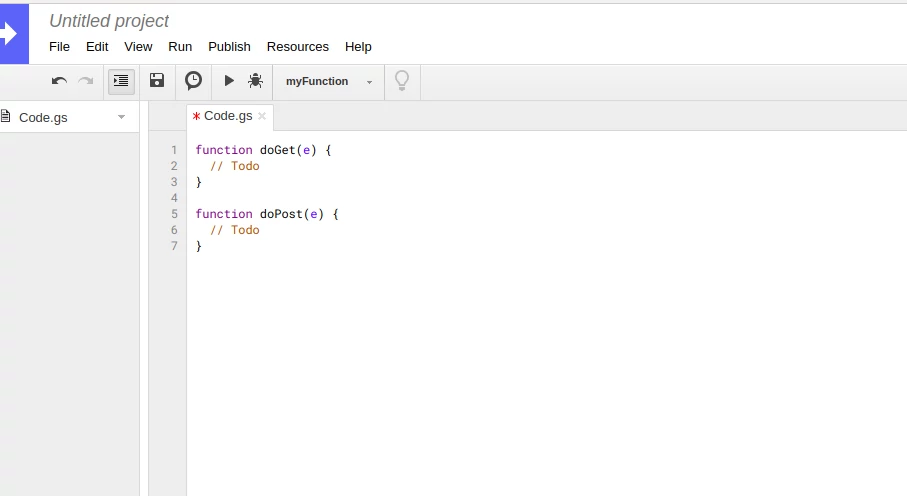 Untitled project
File Edit View Run Publish Resources Help
myFunction
Code.gs
* Code.gs ×
1 function doGet(e) {
2   // Todo
3 }
4
5 function doPost(e) {
6   // Todo
7 }